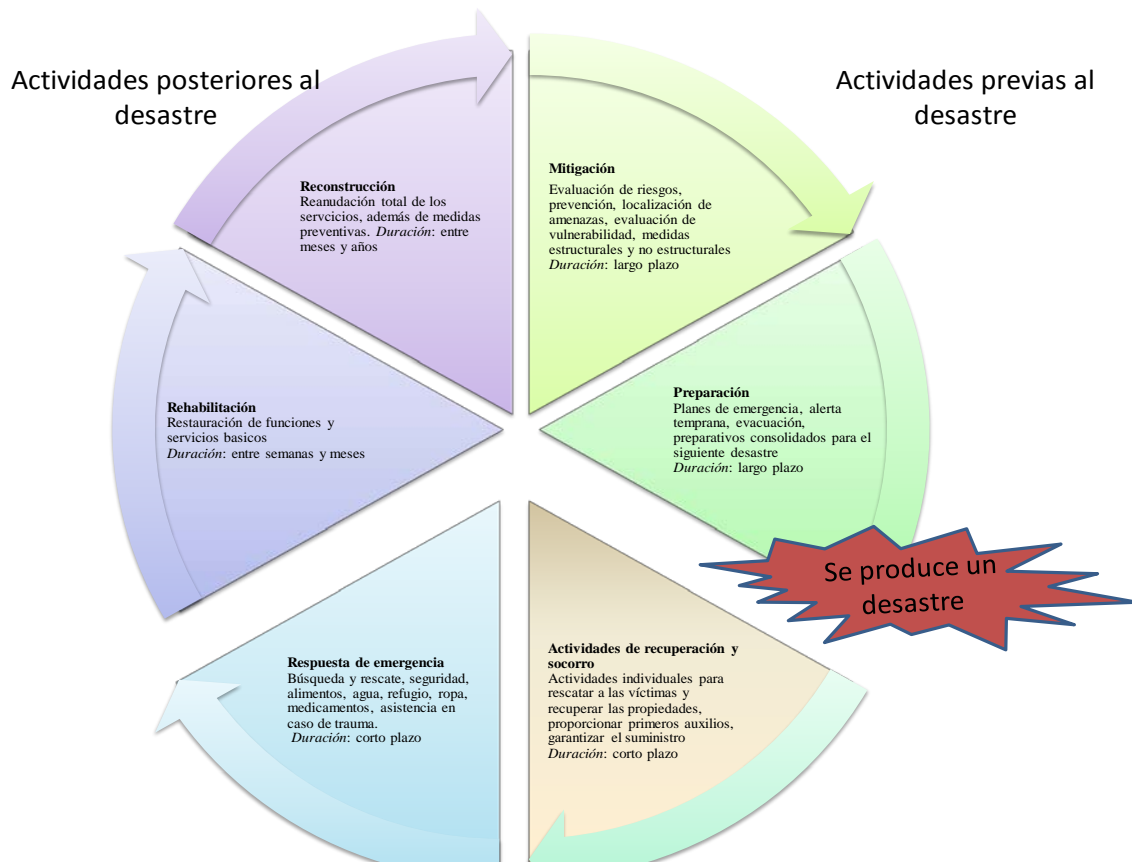 Actividades posteriores al
desastre
Actividades previas al
desastre
Mitigación
Evaluación de riesgos,
prevención, localización de
amenazas, evaluación de
vulnerabilidad, medidas
estructurales y no estructurales
Duración: largo plazo
Preparación
Planes de emergencia, alerta
temprana, evacuación,
preparativos consolidados para el
siguiente desastre
Duración: largo plazo
Se produce un
desastre
Actividades de recuperación y
socorro
Actividades individuales para
rescatar a las víctimas y
recuperar las propiedades,
proporcionar primeros auxilios,
garantizar el suministro
Duración: corto plazo
Respuesta de emergencia
Búsqueda y rescate, seguridad,
alimentos, agua, refugio, ropa,
medicamentos, asistencia en
caso de trauma.
Duración: corto plazo
Rehabilitación
Restauración de funciones y
servicios basicos
Duración: entre semanas y meses
Reconstrucción
Reanudación total de los
servcicios, además de medidas
preventivas. Duración: entre
meses y años